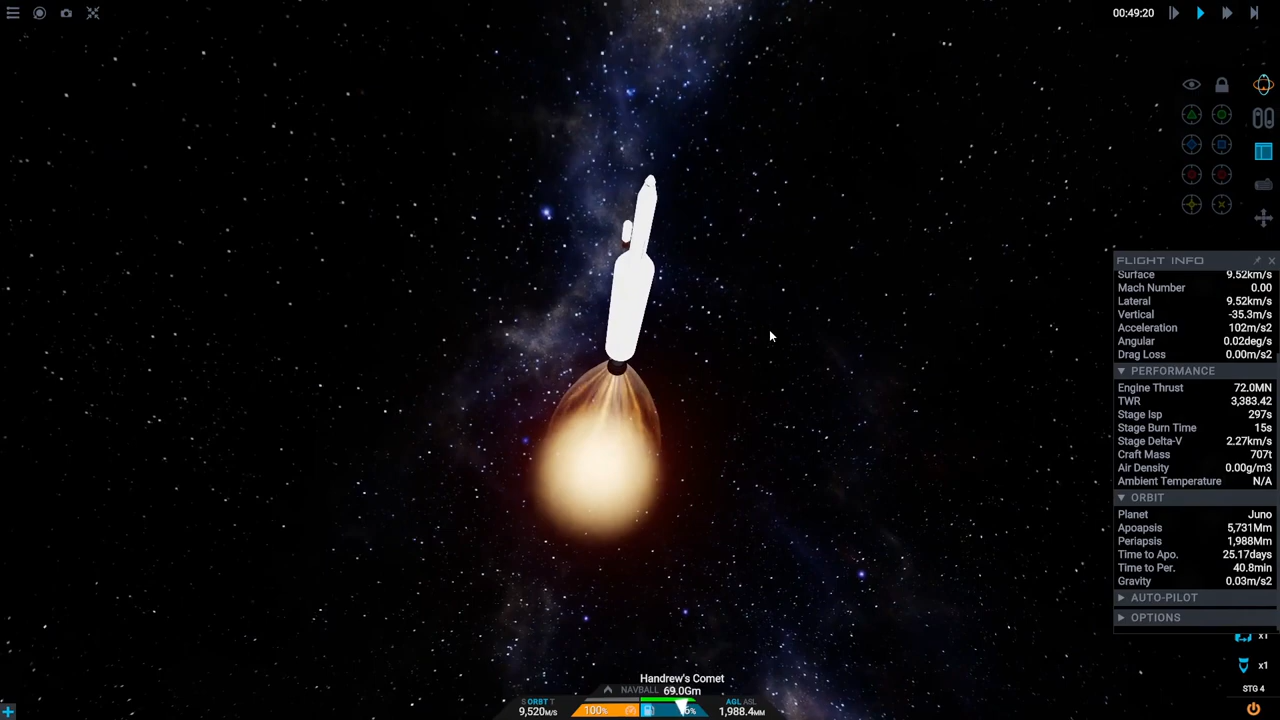 00:49:20
FLIGHT INFO
Surface 9.52km/s
Mach Number 0.00
Lateral 9.52km/s
Vertical -35.3m/s
Acceleration 102m/s2
Angular 0.02deg/s
Drag Loss 0.00m/s2
PERFORMANCE
Engine Thrust 72.0MN
TWR 3,383.42
Stage Isp 297s
Stage Burn Time 15s
Stage Delta-V 2.27km/s
Craft Mass 707t
Air Density 0.00g/m3
Ambient Temperature N/A
ORBIT
Planet Juno
Apoapsis 5,731Mm
Periapsis 1,988Mm
Time to Apo. 25.17days
Time to Per. 40.8min
Gravity 0.03m/s2
AUTO-PILOT
OPTIONS
x1
x1
STG 4
Handrew's Comet
NAVBALL 69.0Gm
S ORBT T
AGL ASL
9,520M/S 100% 1,988.4MM